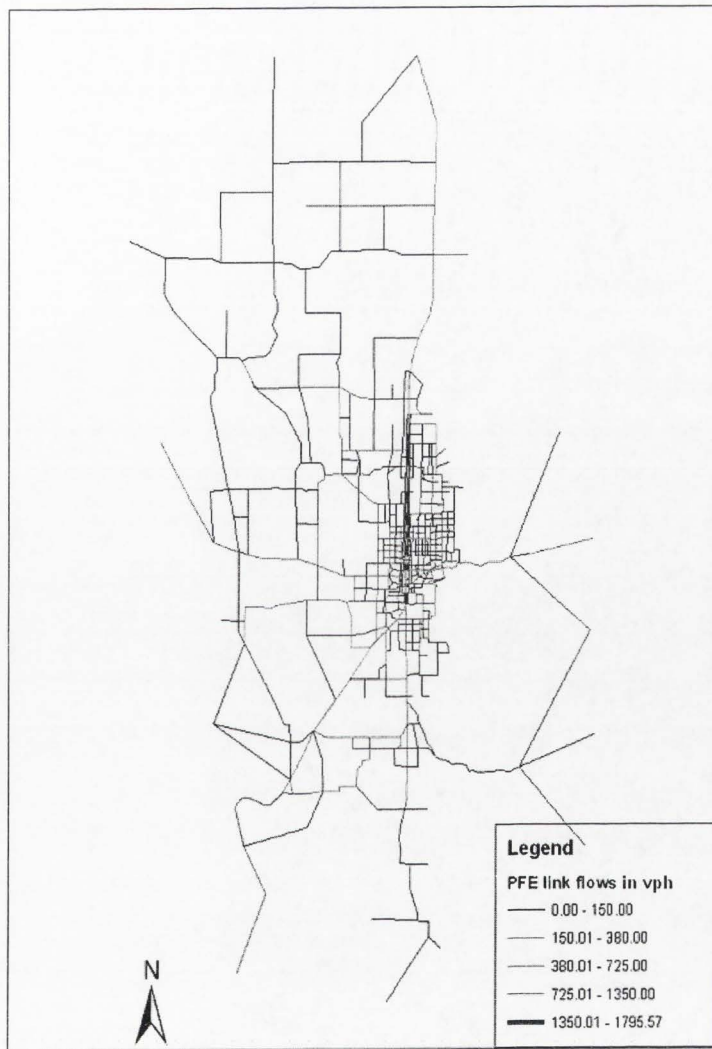 Legend
PFE link flows in vph
0.00 - 150.00
150.01 - 380.00
380.01 - 725.00
725.01 - 1350.00
1350.01 - 1795.57
N